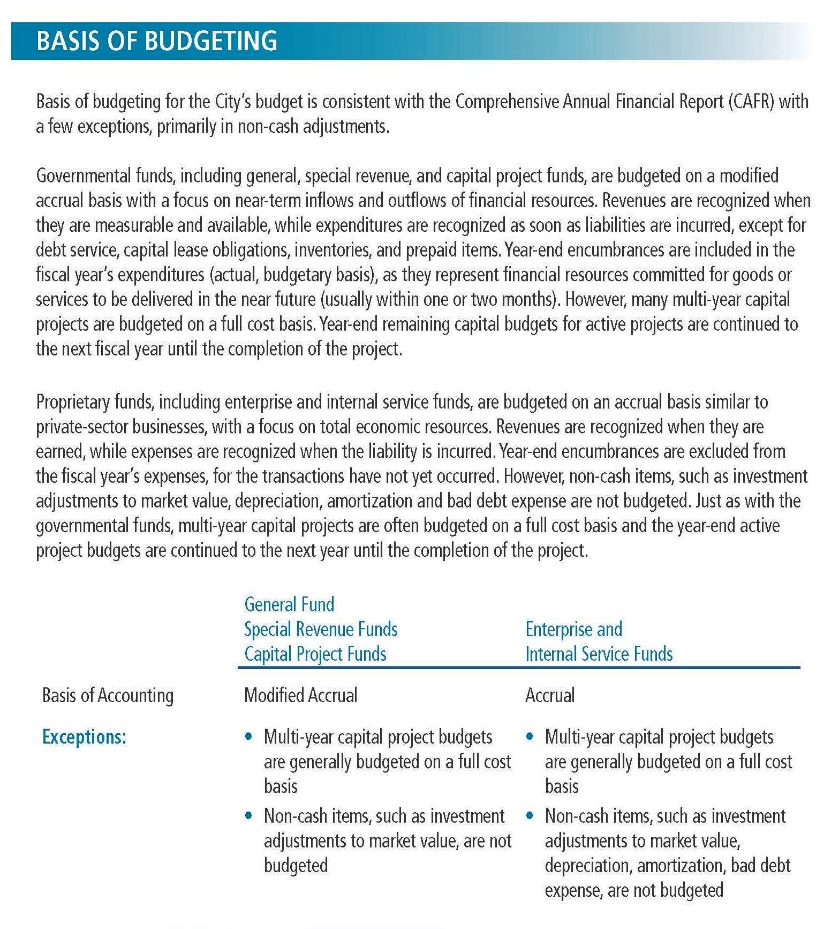 BASIS OF BUDGETING
Basis of budgeting for the City's budget is consistent with the Comprehensive Annual Financial Report (CAFR) with
a few exceptions, primarily in non-cash adjustments.
Governmental funds, including general, special revenue, and capital project funds, are budgeted on a modified
accrual basis with a focus on near-term inflows and outflows of financial resources. Revenues are recognized when
they are measurable and available, while expenditures are recognized as soon as liabilities are incurred, except for
debt service, capital lease obligations, inventories, and prepaid items. Year-end encumbrances are included in the
fiscal year's expenditures (actual, budgetary basis), as they represent financial resources committed for goods or
services to be delivered in the near future (usually within one or two months). However, many multi-year capital
projects are budgeted on a full cost basis. Year-end remaining capital budgets for active projects are continued to
the next fiscal year until the completion of the project.
Proprietary funds, including enterprise and internal service funds, are budgeted on an accrual basis similar to
private-sector businesses, with a focus on total economic resources. Revenues are recognized when they are
earned, while expenses are recognized when the liability is incurred. Year-end encumbrances are excluded from
the fiscal year's expenses, for the transactions have not yet occurred. However, non-cash items, such as investment
adjustments to market value, depreciation, amortization and bad debt expense are not budgeted. Just as with the
governmental funds, multi-year capital projects are often budgeted on a full cost basis and the year-end active
project budgets are continued to the next year until the completion of the project.
General Fund
Special Revenue Funds
Capital Project Funds
Enterprise and
Internal Service Funds
Basis of Accounting
Modified Accrual
Accrual
Exceptions:
• Multi-year capital project budgets
are generally budgeted on a full cost
basis
• Non-cash items, such as investment
adjustments to market value, are not
budgeted
• Multi-year capital project budgets
are generally budgeted on a full cost
basis
• Non-cash items, such as investment
adjustments to market value,
depreciation, amortization, bad debt
expense, are not budgeted